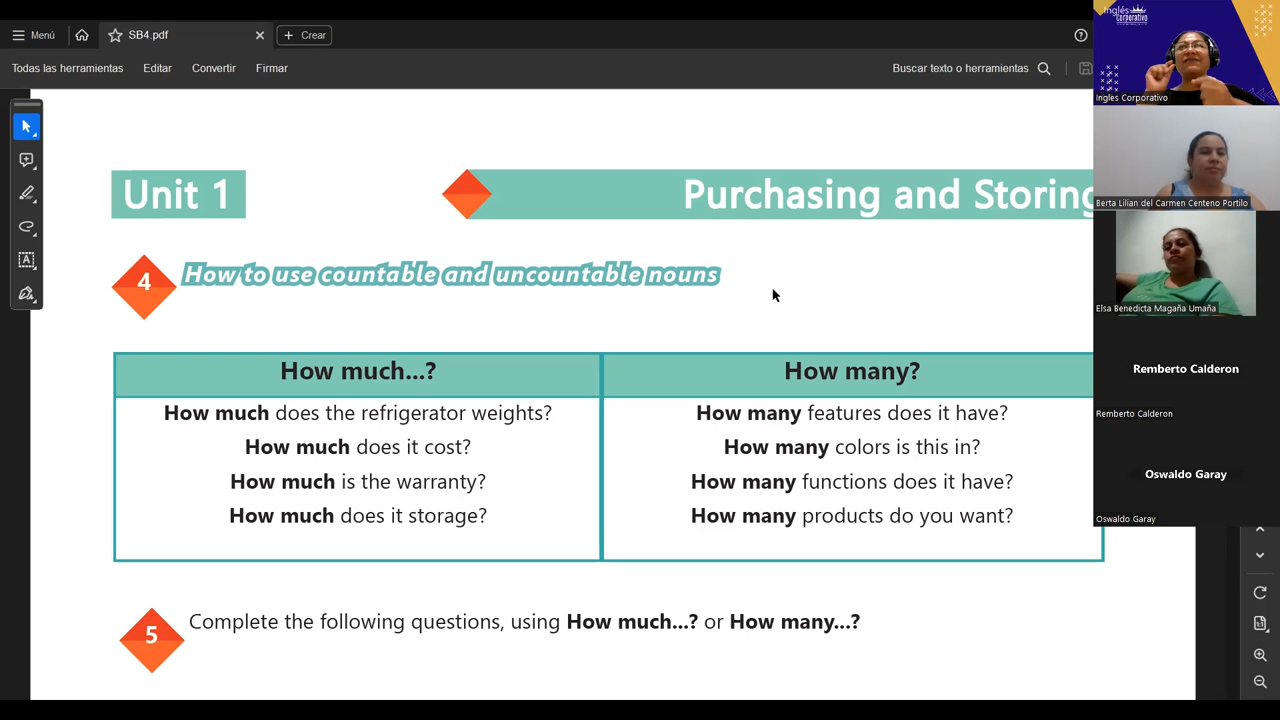 Menú
SB4.pdf
Crear
Todas las herramientas
Editar
Convertir
Firmar
Buscar texto o herramientas
Unit 1
Purchasing and Storing
4
How to use countable and uncountable nouns
How much...?
How many?
How much does the refrigerator weights?
How much does it cost?
How much is the warranty?
How much does it storage?
How many features does it have?
How many colors is this in?
How many functions does it have?
How many products do you want?
5
Complete the following questions, using How much...? or How many...?
Inglés
Corporativo
Ingles Corporativo
Berta Lilian del Carmen Centeno Portilo
Elsa Benedicta Magaña Umaña
Remberto Calderon
Remberto Calderon
Oswaldo Garay
Oswaldo Garay